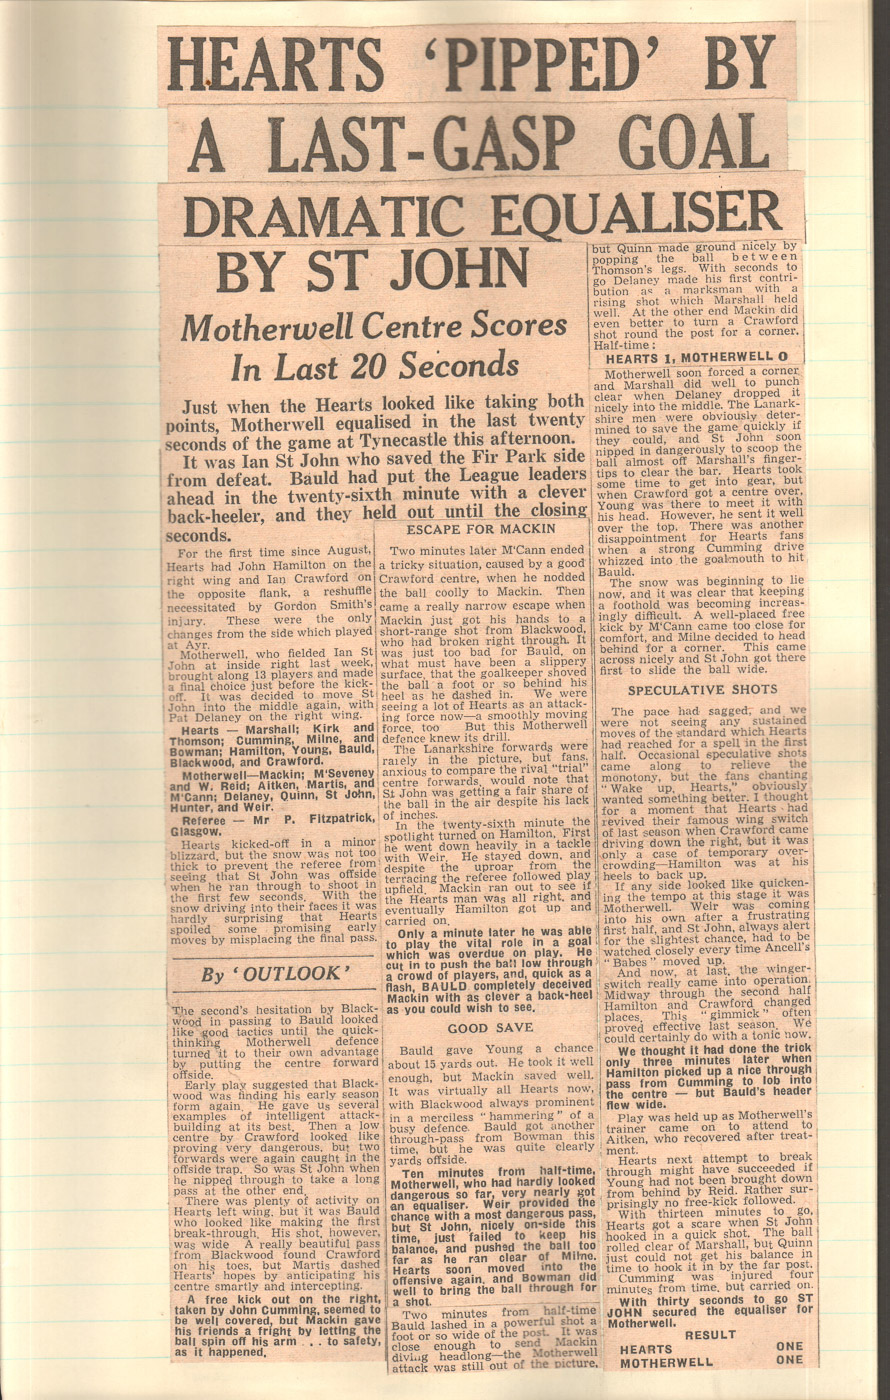 HEARTS ‘PIPPED’ BY
A LAST-GASP GOAL
DRAMATIC EQUALISER
BY ST JOHN
Motherwell Centre Scores
In Last 20 Seconds
Just when the Hearts looked like taking both
points, Motherwell equalised in the last twenty
seconds of the game at Tynecastle this afternoon.
It was Ian St John who saved the Fir Park side
from defeat. Bauld had put the League leaders
ahead in the twenty-sixth minute with a clever
back-heeler, and they held out until the closing
seconds.
For the first time since August,
Hearts had John Hamilton on the
right wing and Ian Crawford on
the opposite flank, a reshuffle
necessitated by Gordon Smith's
injury. These were the only
changes from the side which played
at Ayr.
Motherwell, who fielded Ian St
John at inside right last week,
brought along 13 players and made
a final choice just before the kick-
off. It was decided to move St
John into the middle again, with
Pat Delaney on the right wing.
Hearts — Marshall; Kirk and
Thomson; Cumming, Milne, and
Bowman; Hamilton, Young, Bauld,
Blackwood, and Crawford.
Motherwell—Mackin; M'Seveney
and W. Reid; Aitken, Martis, and
M'Cann; Delaney, Quinn, St John,
Hunter, and Weir.
Referee — Mr P. Fitzpatrick,
Glasgow.
Hearts kicked-off in a minor
blizzard, but the snow was not too
thick to prevent the referee from
seeing that St John was offside
when he ran through to shoot in
the first few seconds. With the
snow driving into their faces it was
hardly surprising that Hearts
spoiled some promising early
moves by misplacing the final pass.
By ‘OUTLOOK’
The second's hesitation by Black-
wood in passing to Bauld looked
like good tactics until the quick-
thinking Motherwell defence
turned it to their own advantage
by putting the centre forward
offside.
Early play suggested that Black-
wood was finding his early season
form again. He gave us several
examples of intelligent attack-
building at its best. Then a low
centre by Crawford looked like
proving very dangerous, but two
forwards were again caught in the
offside trap. So was St John when
he nipped through to take a long
pass at the other end.
There was plenty of activity on
Hearts left wing, but it was Bauld
who looked like making the first
break-through. His shot, however,
was wide A really beautiful pass
from Blackwood found Crawford
on his toes, but Martis dashed
Hearts' hopes by anticipating his
centre smartly and intercepting.
A free kick out on the right,
taken by John Cumming, seemed to
be well covered, but Mackin gave
his friends a fright by letting the
ball spin off his arm . . . to safety,
as it happened.
ESCAPE FOR MACKIN
Two minutes later M'Cann ended
a tricky situation, caused by a good
Crawford centre, when he nodded
the ball coolly to Mackin. Then
came a really narrow escape when
Mackin just got his hands to a
short-range shot from Blackwood,
who had broken right through. It
was just too bad for Bauld, on
what must have been a slippery
surface, that the goalkeeper shoved
the ball a foot or so behind his
heel as he dashed in. We were
seeing a lot of Hearts as an attack-
ing force now—a smoothly moving
force, too But this Motherwell
defence knew its drill.
The Lanarkshire forwards were
rarely in the picture, but fans,
anxious to compare the rival “trial”
centre forwards, would note that
St John was getting a fair share of
the ball in the air despite his lack
of inches.
In the twenty-sixth minute the
spotlight turned on Hamilton. First
he went down heavily in a tackle
with Weir. He stayed down, and
despite the uproar from the
terracing the referee followed play
upfield. Mackin ran out to see if
the Hearts man was all right, and
eventually Hamilton got up and
carried on.
Only a minute later he was able
to play the vital role in a goal
which was overdue on play. He
cut in to push the ball low through
a crowd of players, and, quick as a
flash, BAULD completely deceived
Mackin with as clever a back-heel
as you could wish to see.
GOOD SAVE
Bauld gave Young a chance
about 15 yards out. He took it well
enough, but Mackin saved well.
It was virtually all Hearts now,
with Blackwood always prominent
in a merciless “hammering” of a
busy defence. Bauld got another
through-pass from Bowman this
time, but he was quite clearly
yards offside.
Ten minutes from half-time,
Motherwell, who had hardly looked
dangerous so far, very nearly got
an equaliser. Weir provided the
chance with a most dangerous pass,
but St John, nicely on-side this
time, just failed to keep his
balance, and pushed the ball too
far as he ran clear of Milne.
Hearts soon moved into the
offensive again, and Bowman did
well to bring the ball through for
a shot.
Two minutes from half-time
Bauld lashed in a powerful shot a
foot or so wide of the post. It was
close enough to send Mackin
diving headlong—the Motherwell
attack was still out of the picture,
but Quinn made ground nicely by
popping the ball between
Thomson's legs. With seconds to
go Delaney made his first contri-
bution as a marksman with a
rising shot which Marshall held
well. At the other end Mackin did
even better to turn a Crawford
shot round the post for a corner.
Half-time:
HEARTS 1, MOTHERWELL 0
Motherwell soon forced a corner
and Marshall did well to punch
clear when Delaney dropped it
nicely into the middle. The Lanark-
shire men were obviously deter-
mined to save the game quickly if
they could, and St John soon
nipped in dangerously to scoop the
ball almost off Marshall's finger-
tips to clear the bar. Hearts took
some time to get into gear, but
when Crawford got a centre over,
Young was there to meet it with
his head. However, he sent it well
over the top. There was another
disappointment for Hearts fans
when a strong Cumming drive
whizzed into the goalmouth to hit
Bauld.
The snow was beginning to lie
now, and it was clear that keeping
a foothold was becoming increas-
ingly difficult. A well-placed free
kick by M'Cann came too close for
comfort, and Milne decided to head
behind for a corner. This came
across nicely and St John got there
first to slide the ball wide.
SPECULATIVE SHOTS
The pace had sagged, and we
were not seeing any sustained
moves of the standard which Hearts
had reached for a spell in the first
half. Occasional speculative shots
came along to relieve the
monotony, but the fans chanting
“Wake up, Hearts,” obviously
wanted something better. I thought
for a moment that Hearts had
revived their famous wing switch
of last season when Crawford came
driving down the right, but it was
only a case of temporary over-
crowding—Hamilton was at his
heels to back up.
If any side looked like quicken-
ing the tempo at this stage it was
Motherwell. Weir was coming
into his own after a frustrating
first half, and St John, always alert
for the slightest chance, had to be
watched closely every time Ancell's
“Babes” moved up.
And now, at last, the winger-
switch really came into operation.
Midway through the second half
Hamilton and Crawford changed
places. This “gimmick” often
proved effective last season. We
could certainly do with a tonic now.
We thought it had done the trick
only three minutes later when
Hamilton picked up a nice through
pass from Cumming to lob into
the centre — but Bauld's header
flew wide.
Play was held up as Motherwell's
trainer came on to attend to
Aitken, who recovered after treat-
ment.
Hearts next attempt to break
through might have succeeded if
Young had not been brought down
from behind by Reid. Rather sur-
prisingly no free-kick followed.
With thirteen minutes to go,
Hearts got a scare when St John
hooked in a quick shot. The ball
rolled clear of Marshall, but Quinn
just could not get his balance in
time to hook it in by the far post.
Cumming was injured four
minutes from time, but carried on.
With thirty seconds to go ST
JOHN secured the equaliser for
Motherwell.
RESULT
HEARTS ONE
MOTHERWELL ONE